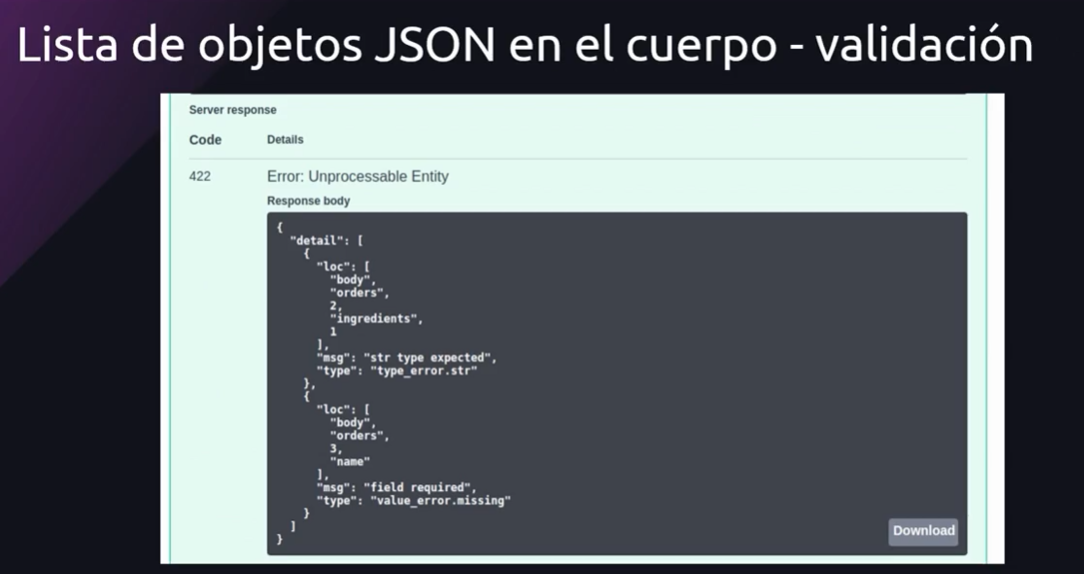 Lista de objetos JSON en el cuerpo - validación
Server response
Code Details
422 Error: Unprocessable Entity
Response body
{
"detail": [
{
"loc": [
"body",
"orders",
2,
"ingredients",
1
],
"msg": "str type expected",
"type": "type_error.str"
},
{
"loc": [
"body",
"orders",
3,
"name"
],
"msg": "field required",
"type": "value_error.missing"
}
]
}
Download